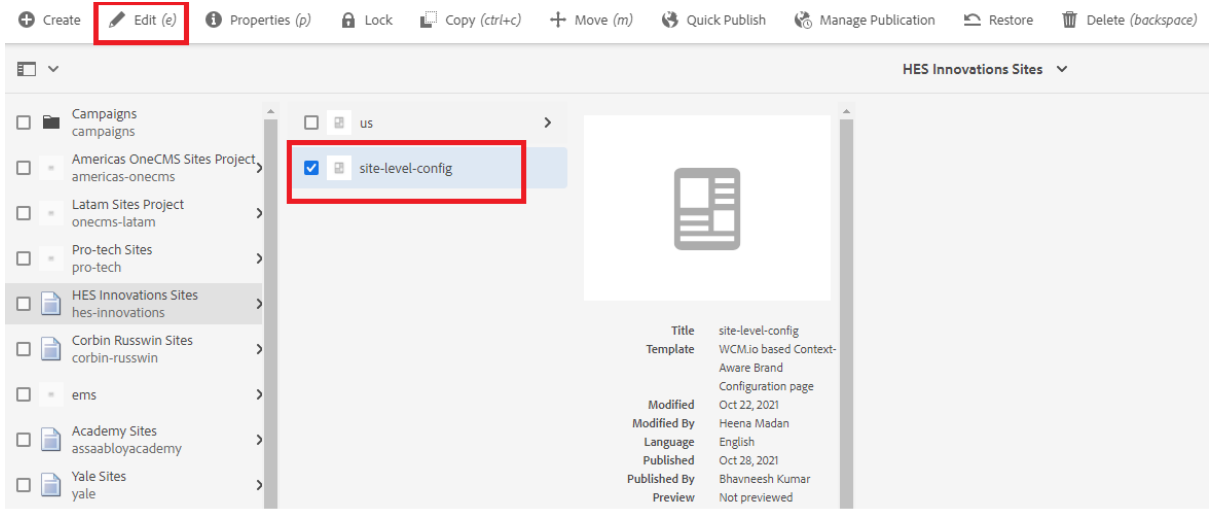 Create Edit (e) Properties (p) Lock Copy (ctrl+c) Move (m) Quick Publish Manage Publication Restore Delete (backspace)
HES Innovations Sites
Campaigns
campaigns
Americas OneCMS Sites Project
americas-onecms
Latam Sites Project
onecms-latam
Pro-tech Sites
pro-tech
HES Innovations Sites
hes-innovations
Corbin Russwin Sites
corbin-russwin
ems
Academy Sites
assaabloyacademy
Yale Sites
yale
us
site-level-config
Title site-level-config
Template WCM.io based Context-
Aware Brand
Configuration page
Modified Oct 22, 2021
Modified By Heena Madan
Language English
Published Oct 28, 2021
Published By Bhavneesh Kumar
Preview Not previewed